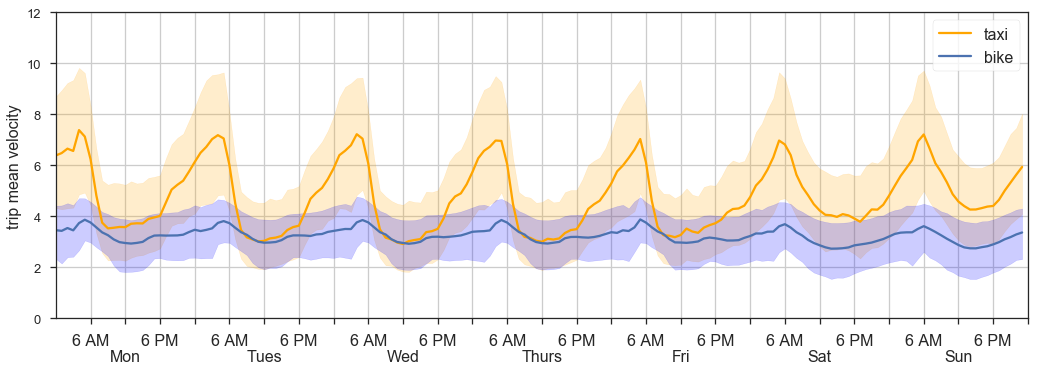 12
10
8
6
4
2
0
trip mean velocity
taxi
bike
6 AM 6 PM 6 AM 6 PM 6 AM 6 PM 6 AM 6 PM 6 AM 6 PM 6 AM 6 PM 6 AM 6 PM
Mon Tues Wed Thurs Fri Sat Sun